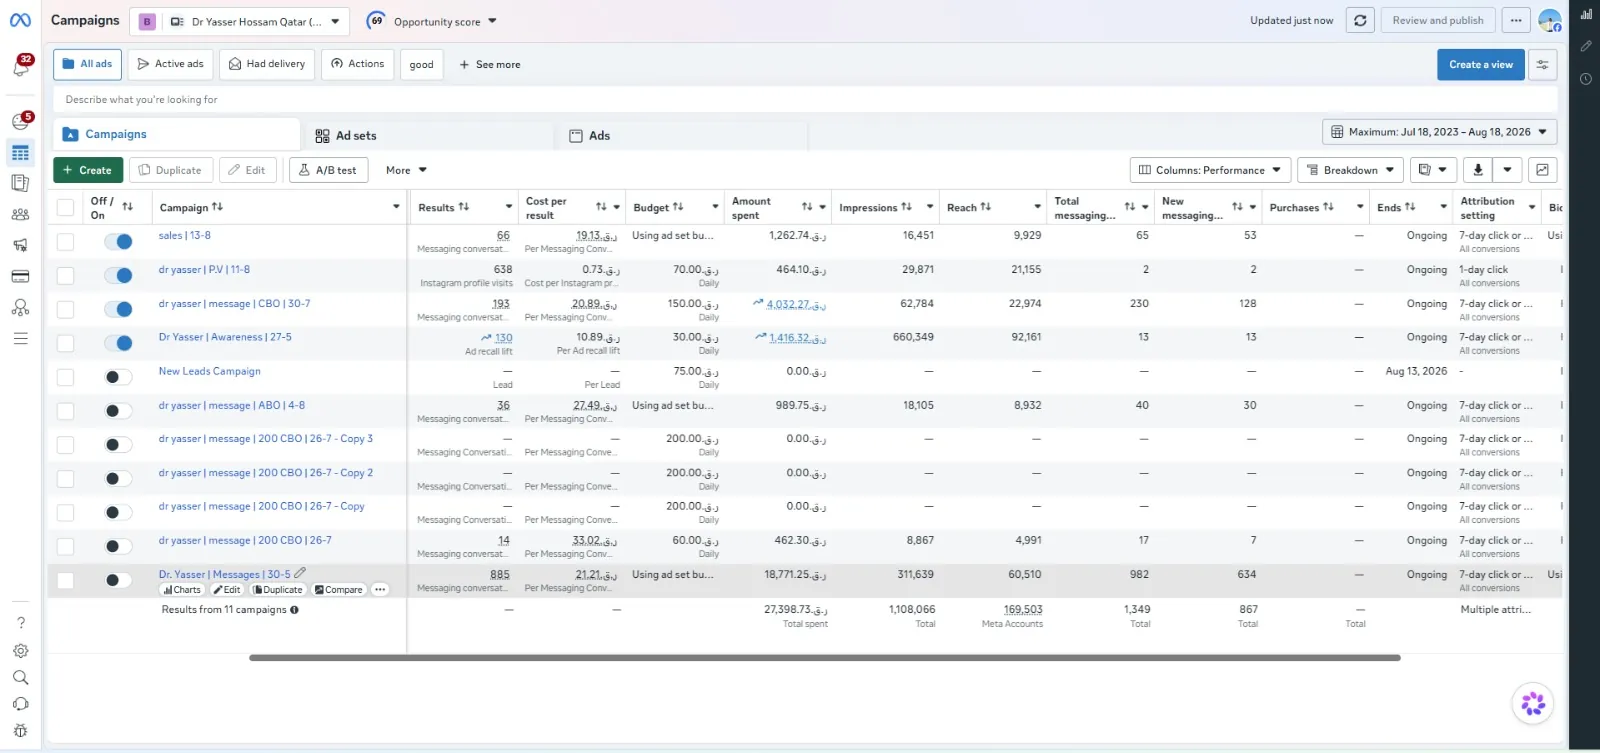 Campaigns
B Dr Yasser Hossam Qatar (...
69 Opportunity score
Updated just now
Review and publish
32
All ads
Active ads
Had delivery
Actions
good
+ See more
Create a view
Describe what you're looking for
5
Campaigns
Ad sets
Ads
Maximum: Jul 18, 2023 – Aug 18, 2026
+ Create
Duplicate
Edit
A/B test
More
Columns: Performance
Breakdown
Off / On
Campaign
Results
Cost per result
Budget
Amount spent
Impressions
Reach
Total messaging...
New messaging...
Purchases
Ends
Attribution setting
Bid
sales | 13-8 66 19.13.ر.ق Using ad set bu... 1,262.74.ر.ق 16,451 9,929 65 53 — Ongoing 7-day click or ... Usi
Messaging conversat... Per Messaging Conv... All conversions
dr yasser | P.V | 11-8 638 0.73.ر.ق 70.00.ر.ق 464.10.ر.ق 29,871 21,155 2 2 — Ongoing 1-day click
Instagram profile visits Cost per Instagram pr... Daily All conversions
dr yasser | message | CBO | 30-7 193 20.89.ر.ق 150.00.ر.ق 4,032.27.ر.ق 62,784 22,974 230 128 — Ongoing 7-day click or ...
Messaging conversat... Per Messaging Conv... Daily All conversions
Dr Yasser | Awareness | 27-5 130 10.89.ر.ق 30.00.ر.ق 1,416.32.ر.ق 660,349 92,161 13 13 — Ongoing 7-day click or ...
Ad recall lift Per Ad recall lift Daily All conversions
New Leads Campaign — — 75.00.ر.ق 0.00.ر.ق — — — — — Aug 13, 2026 -
Lead Per Lead Daily
dr yasser | message | ABO | 4-8 36 27.49.ر.ق Using ad set bu... 989.75.ر.ق 18,105 8,932 40 30 — Ongoing 7-day click or ...
Messaging conversat... Per Messaging Conv... All conversions
dr yasser | message | 200 CBO | 26-7 - Copy 3 — — 200.00.ر.ق 0.00.ر.ق — — — — — Ongoing 7-day click or ...
Messaging Conversati... Per Messaging Conve... Daily All conversions
dr yasser | message | 200 CBO | 26-7 - Copy 2 — — 200.00.ر.ق 0.00.ر.ق — — — — — Ongoing 7-day click or ...
Messaging Conversati... Per Messaging Conve... Daily All conversions
dr yasser | message | 200 CBO | 26-7 - Copy — — 200.00.ر.ق 0.00.ر.ق — — — — — Ongoing 7-day click or ...
Messaging Conversati... Per Messaging Conve... Daily All conversions
dr yasser | message | 200 CBO | 26-7 14 33.02.ر.ق 60.00.ر.ق 462.30.ر.ق 8,867 4,991 17 7 — Ongoing 7-day click or ...
Messaging conversat... Per Messaging Conv... Daily All conversions
Dr. Yasser | Messages | 30-5 885 21.21.ر.ق Using ad set bu... 18,771.25.ر.ق 311,639 60,510 982 634 — Ongoing 7-day click or ... Usi
Charts Edit Duplicate Compare ... Messaging conversat... Per Messaging Conv... All conversions
Results from 11 campaigns — — 27,398.73.ر.ق 1,108,066 169,503 1,349 867 — Multiple attri...
Total spent Total Meta Accounts Total Total Total